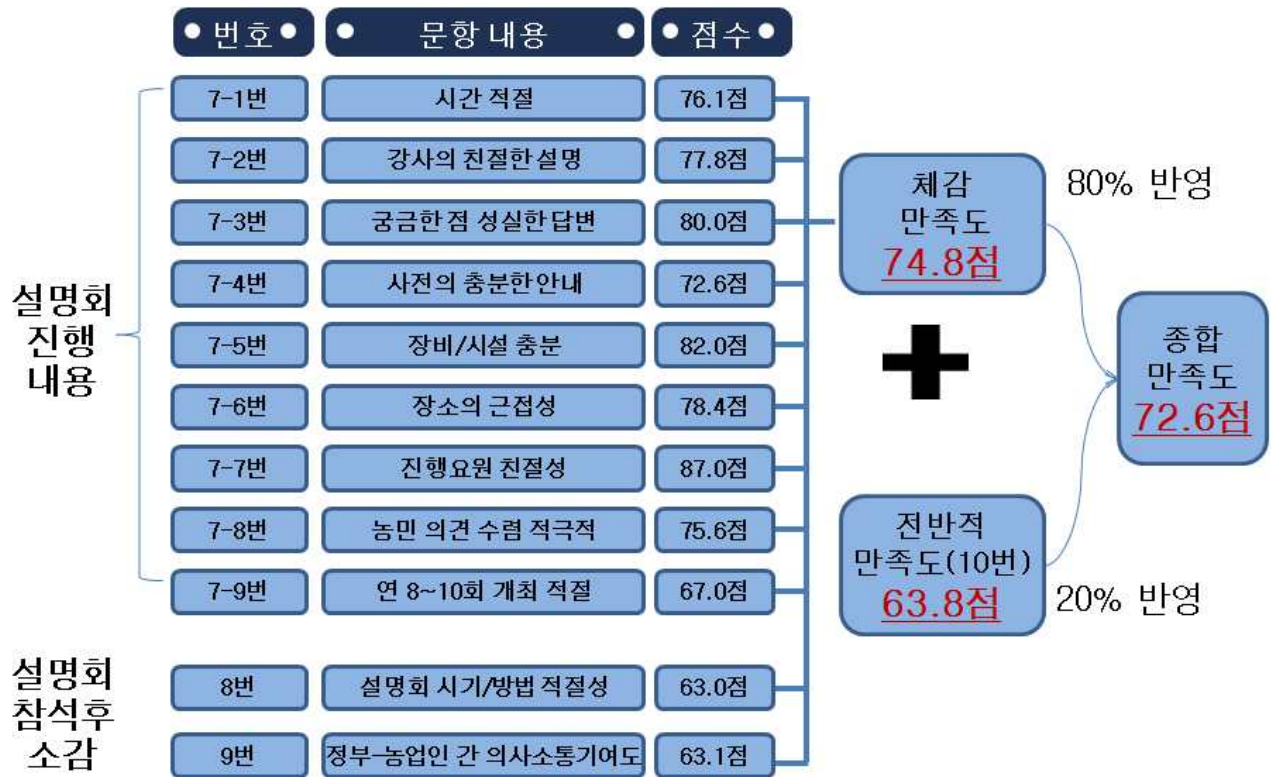 번호 문항 내용 점수
7-1번 시간 적절 76.1점
7-2번 강사의 친절한 설명 77.8점
7-3번 궁금한 점 성실한 답변 80.0점
7-4번 사전의 충분한 안내 72.6점
7-5번 장비/시설 충분 82.0점
7-6번 장소의 근접성 78.4점
7-7번 진행요원 친절성 87.0점
7-8번 농민 의견 수렴 적극적 75.6점
7-9번 연 8~10회 개최 적절 67.0점
설명회
진행
내용
8번 설명회 시기/방법 적절성 63.0점
9번 정부-농업인 간 의사소통기여도 63.1점
설명회
참석후
소감
체감
만족도
74.8점
80% 반영
전반적
만족도(10번)
63.8점
20% 반영
종합
만족도
72.6점